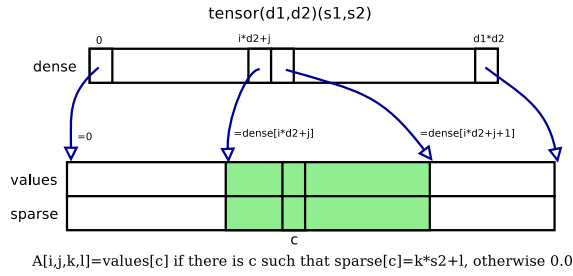 tensor(d1,d2)(s1,s2)
0 i*d2+j d1*d2
dense
=0 =dense[i*d2+j] =dense[i*d2+j+1]
values
sparse
c
A[i,j,k,l]=values[c] if there is c such that sparse[c]=k*s2+l, otherwise 0.0